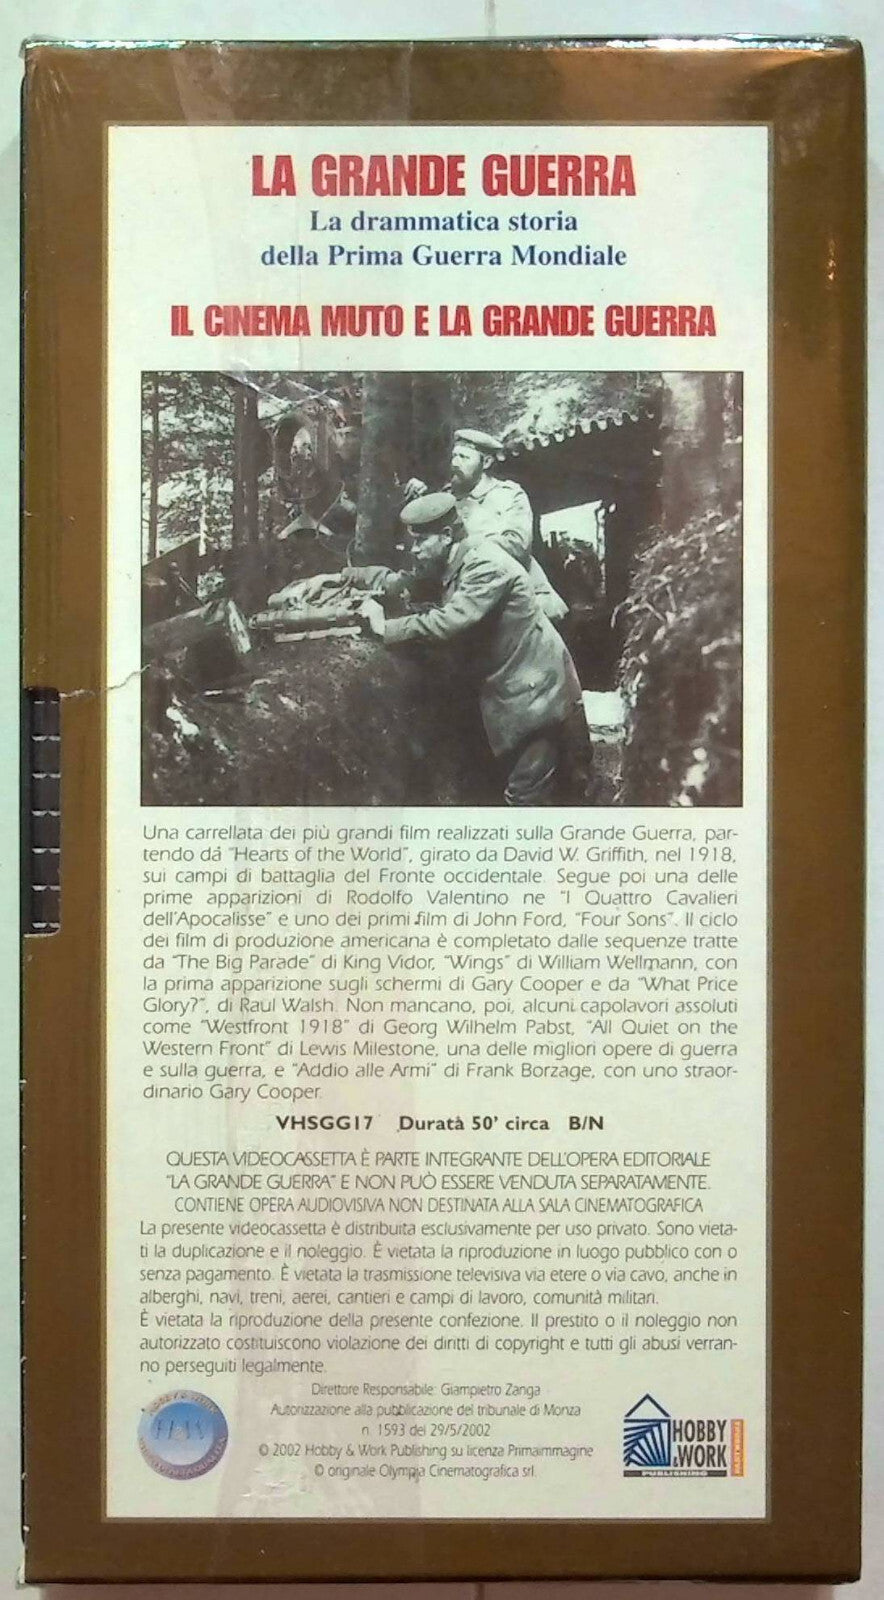 LA GRANDE GUERRA
La drammatica storia
della Prima Guerra Mondiale
IL CINEMA MUTO E LA GRANDE GUERRA
Una carrellata dei più grandi film realizzati sulla Grande Guerra, par-
tendo da "Hearts of the World", girato da David W. Griffith, nel 1918,
sui campi di battaglia del Fronte occidentale. Segue poi una delle
prime apparizioni di Rodolfo Valentino ne "I Quattro Cavalieri
dell'Apocalisse" e uno dei primi film di John Ford, "Four Sons". Il ciclo
dei film di produzione americana è completato dalle sequenze tratte
da "The Big Parade" di King Vidor, "Wings" di William Wellmann, con
la prima apparizione sugli schermi di Gary Cooper e da "What Price
Glory?", di Raul Walsh. Non mancano, poi, alcuni capolavori assoluti
come "Westfront 1918" di Georg Wilhelm Pabst, "All Quiet on the
Western Front" di Lewis Milestone, una delle migliori opere di guerra
e sulla guerra, e "Addio alle Armi" di Frank Borzage, con uno straor-
dinario Gary Cooper.
VHSGG17 Durata 50' circa B/N
QUESTA VIDEOCASSETTA È PARTE INTEGRANTE DELL'OPERA EDITORIALE
"LA GRANDE GUERRA" E NON PUÒ ESSERE VENDUTA SEPARATAMENTE.
CONTIENE OPERA AUDIOVISIVA NON DESTINATA ALLA SALA CINEMATOGRAFICA
La presente videocassetta è distribuita esclusivamente per uso privato. Sono vieta-
ti la duplicazione e il noleggio. È vietata la riproduzione in luogo pubblico con o
senza pagamento. È vietata la trasmissione televisiva via etere o via cavo, anche in
alberghi, navi, treni, aerei, cantieri e campi di lavoro, comunità militari.
È vietata la riproduzione della presente confezione. Il prestito o il noleggio non
autorizzato costituiscono violazione dei diritti di copyright e tutti gli abusi verran-
no perseguiti legalmente.
Direttore Responsabile: Giampietro Zanga
Autorizzazione alla pubblicazione del tribunale di Monza
n. 1593 del 29/5/2002
© 2002 Hobby & Work Publishing su licenza Primaimmagine
© originale Olympia Cinematografica srl.
HOBBY
& WORK
PUBLISHING